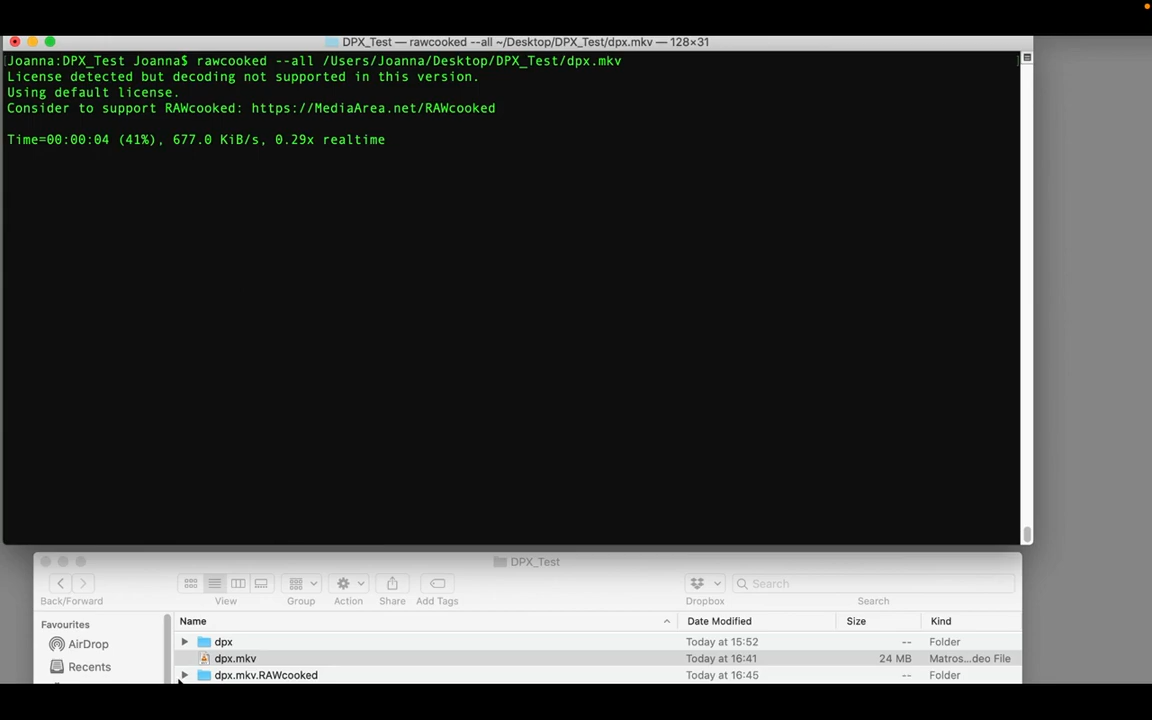 DPX_Test — rawcooked --all ~/Desktop/DPX_Test/dpx.mkv — 128×31
Joanna:DPX_Test Joanna$ rawcooked --all /Users/Joanna/Desktop/DPX_Test/dpx.mkv
License detected but decoding not supported in this version.
Using default license.
Consider to support RAWcooked: https://MediaArea.net/RAWcooked
Time=00:00:04 (41%), 677.0 KiB/s, 0.29x realtime
DPX_Test
Search
Back/Forward View Group Action Share Add Tags Dropbox Search
Favourites Name Date Modified Size Kind
AirDrop dpx Today at 15:52 -- Folder
dpx.mkv Today at 16:41 24 MB Matros...deo File
Recents dpx.mkv.RAWcooked Today at 16:45 -- Folder